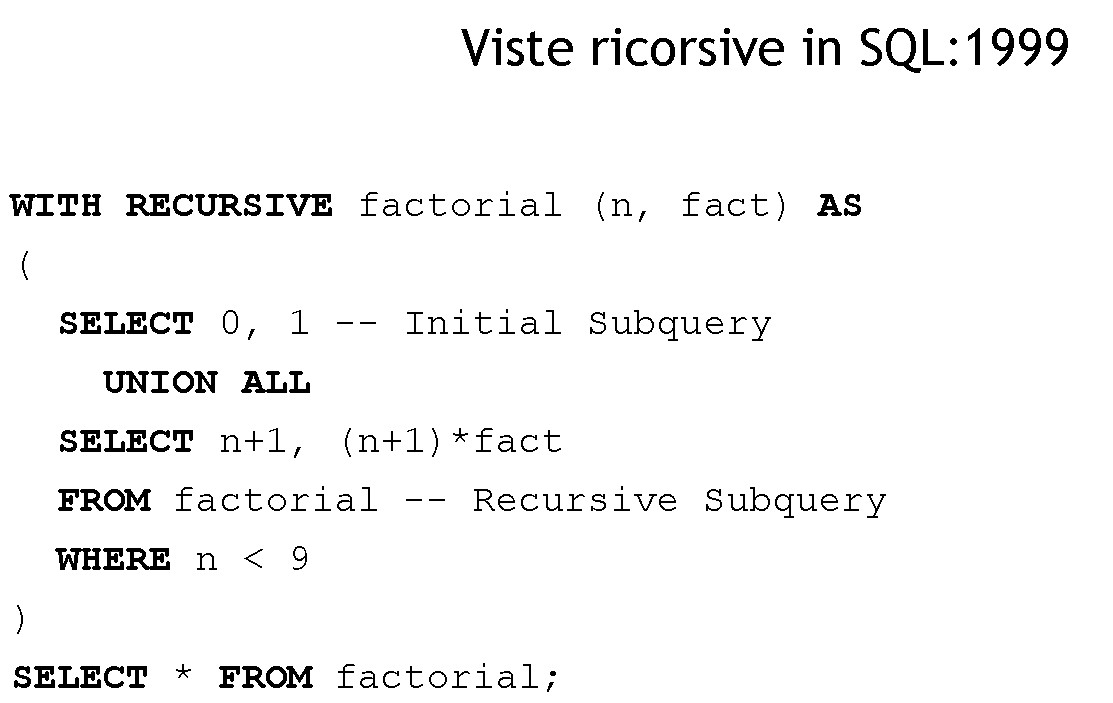 Viste ricorsive in SQL:1999
WITH RECURSIVE factorial (n, fact) AS
(
SELECT 0, 1 -- Initial Subquery
UNION ALL
SELECT n+1, (n+1)*fact
FROM factorial -- Recursive Subquery
WHERE n < 9
)
SELECT * FROM factorial;